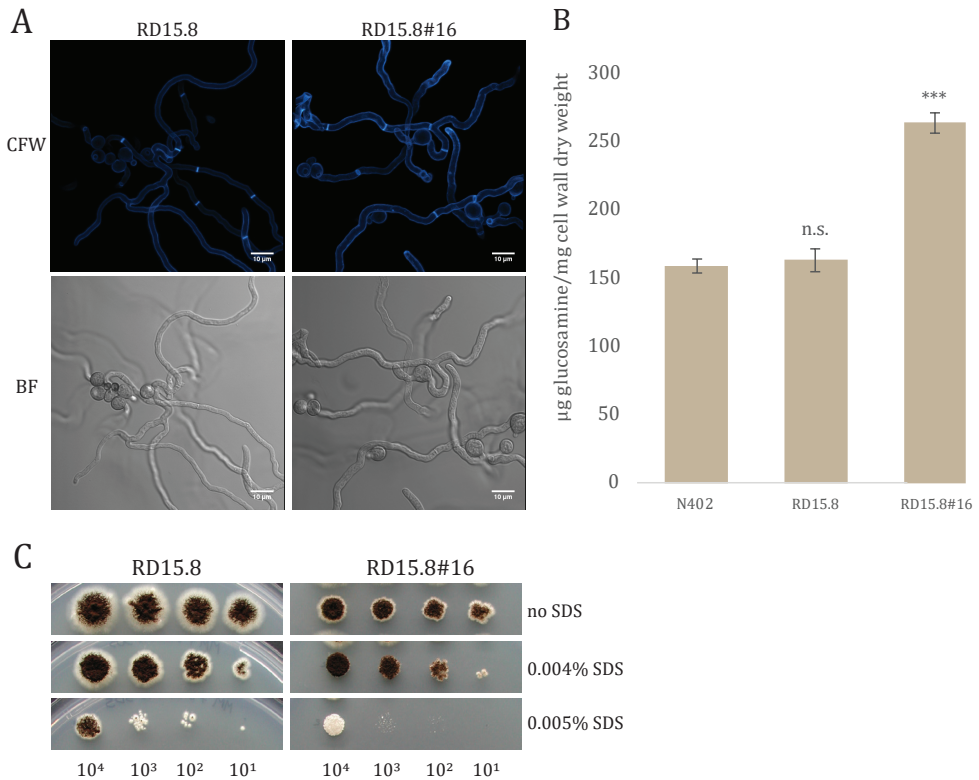 A
RD15.8
RD15.8#16
CFW
10 µm
10 µm
BF
10 µm
10 µm
B
µg glucosamine/mg cell wall dry weight
300
250
200
150
100
50
0
n.s.
***
N402
RD15.8
RD15.8#16
C
RD15.8
RD15.8#16
no SDS
0.004% SDS
0.005% SDS
10⁴ 10³ 10² 10¹ 10⁴ 10³ 10² 10¹